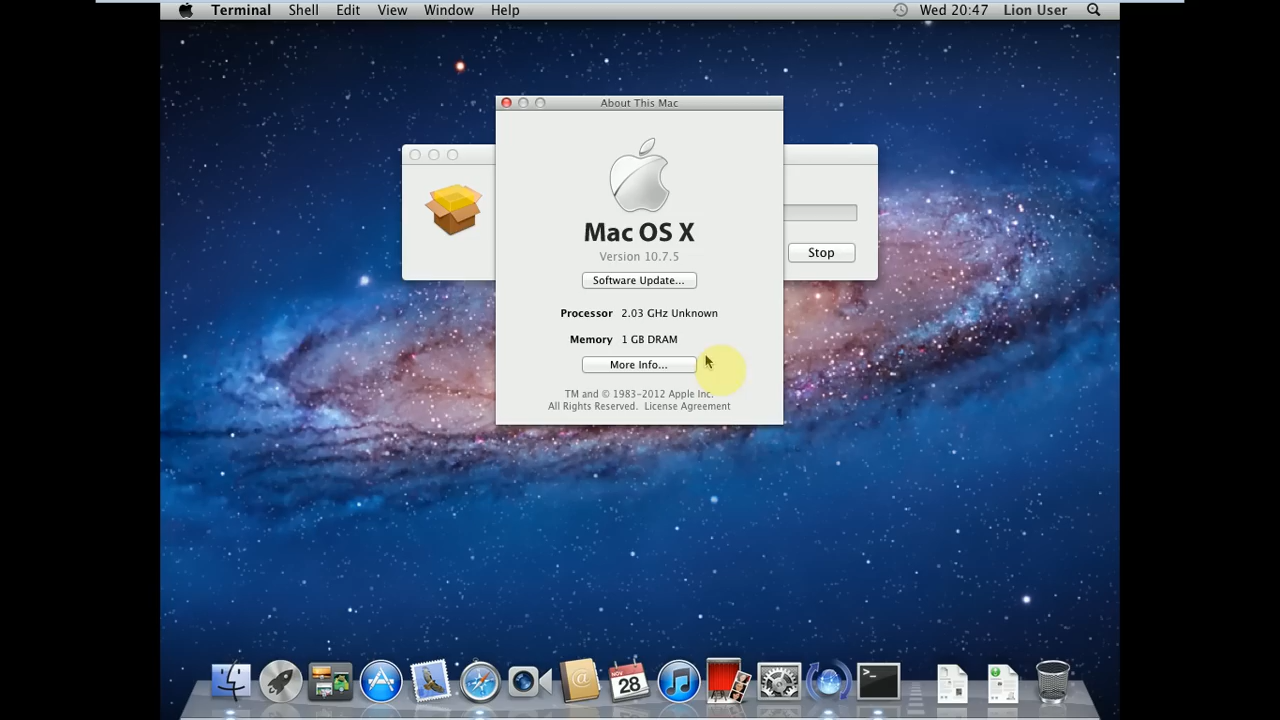 Terminal Shell Edit View Window Help Wed 20:47 Lion User
About This Mac
Mac OS X
Version 10.7.5
Software Update...
Processor 2.03 GHz Unknown
Memory 1 GB DRAM
More Info...
TM and © 1983-2012 Apple Inc.
All Rights Reserved. License Agreement
Stop
NOV
28